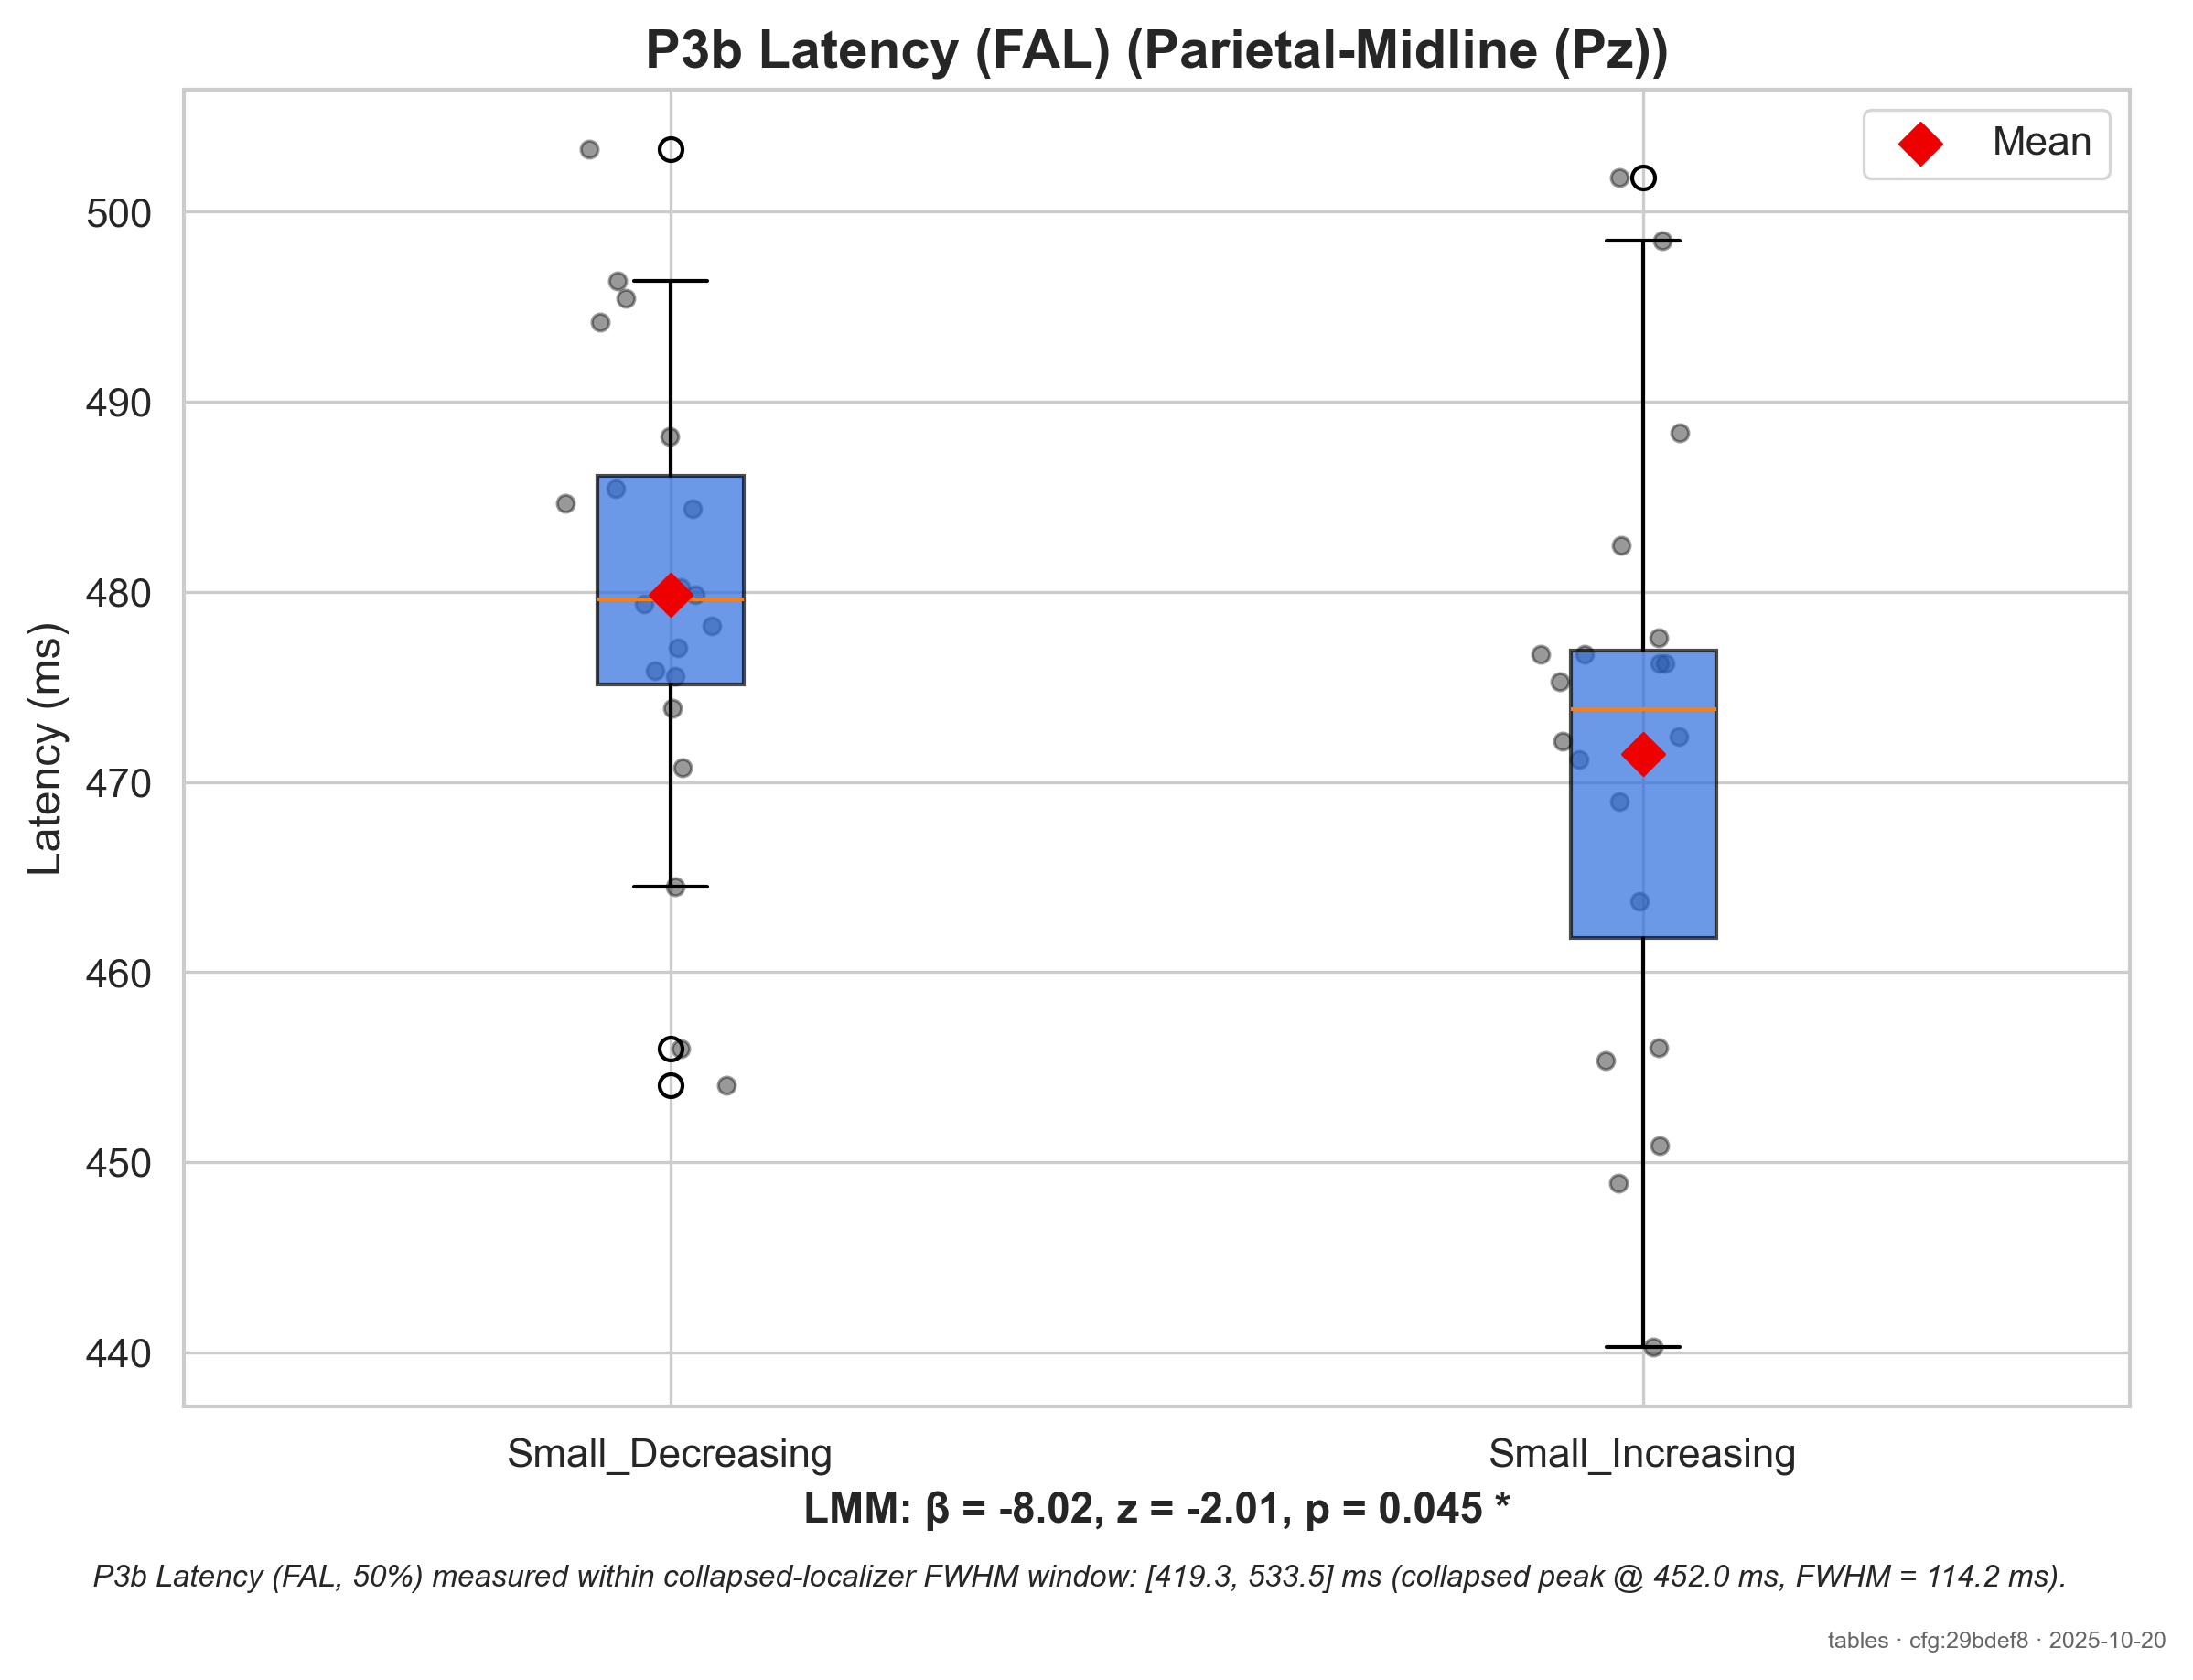 P3b Latency (FAL) (Parietal-Midline (Pz))
Mean
Latency (ms)
500
490
480
470
460
450
440
Small_Decreasing
Small_Increasing
LMM: β = -8.02, z = -2.01, p = 0.045 *
P3b Latency (FAL, 50%) measured within collapsed-localizer FWHM window: [419.3, 533.5] ms (collapsed peak @ 452.0 ms, FWHM = 114.2 ms).
tables · cfg:29bdef8 · 2025-10-20